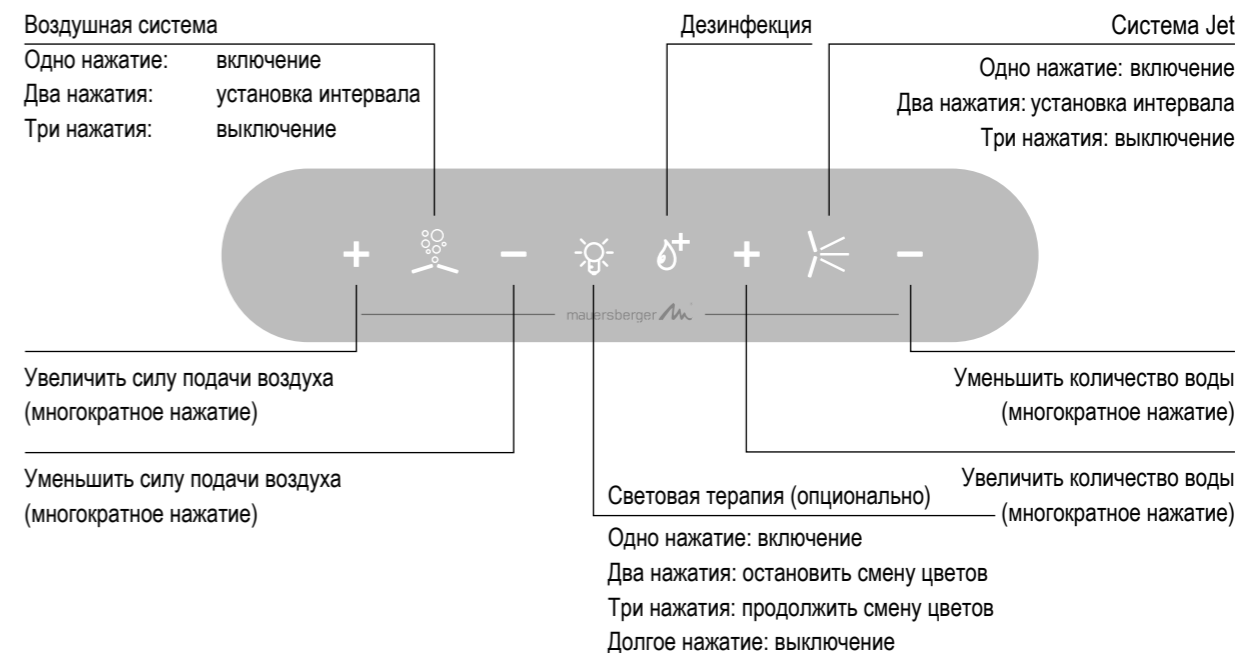 Воздушная система
Одно нажатие: включение
Два нажатия: установка интервала
Три нажатия: выключение
Дезинфекция
Система Jet
Одно нажатие: включение
Два нажатия: установка интервала
Три нажатия: выключение
mauersberger
Увеличить силу подачи воздуха
(многократное нажатие)
Уменьшить силу подачи воздуха
(многократное нажатие)
Уменьшить количество воды
(многократное нажатие)
Увеличить количество воды
(многократное нажатие)
Световая терапия (опционально)
Одно нажатие: включение
Два нажатия: остановить смену цветов
Три нажатия: продолжить смену цветов
Долгое нажатие: выключение